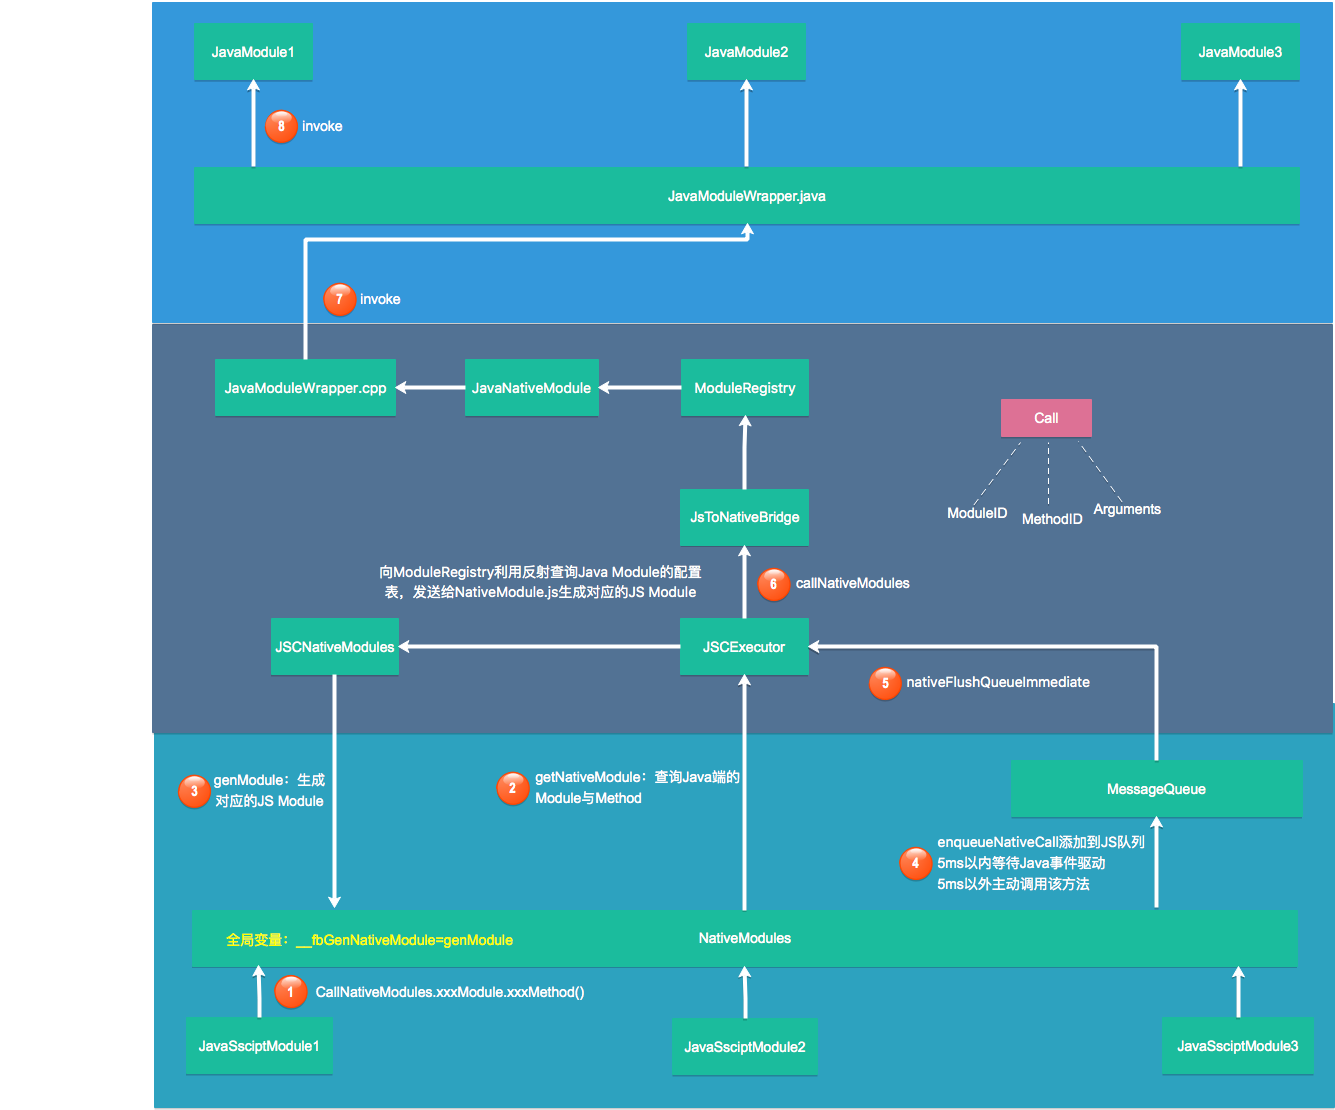 JavaModule1
JavaModule2
JavaModule3
8
invoke
JavaModuleWrapper.java
7
invoke
JavaModuleWrapper.cpp
JavaNativeModule
ModuleRegistry
Call
ModuleID
MethodID
Arguments
JsToNativeBridge
向ModuleRegistry利用反射查询Java Module的配置
表，发送给NativeModule.js生成对应的JS Module
6
callNativeModules
JSCNativeModules
JSCExecutor
5
nativeFlushQueueImmediate
3
genModule：生成
对应的JS Module
2
getNativeModule：查询Java端的
Module与Method
MessageQueue
4
enqueueNativeCall添加到JS队列
5ms以内等待Java事件驱动
5ms以外主动调用该方法
全局变量：__fbGenNativeModule=genModule
NativeModules
1
CallNativeModules.xxxModule.xxxMethod()
JavaSsciptModule1
JavaSsciptModule2
JavaSsciptModule3